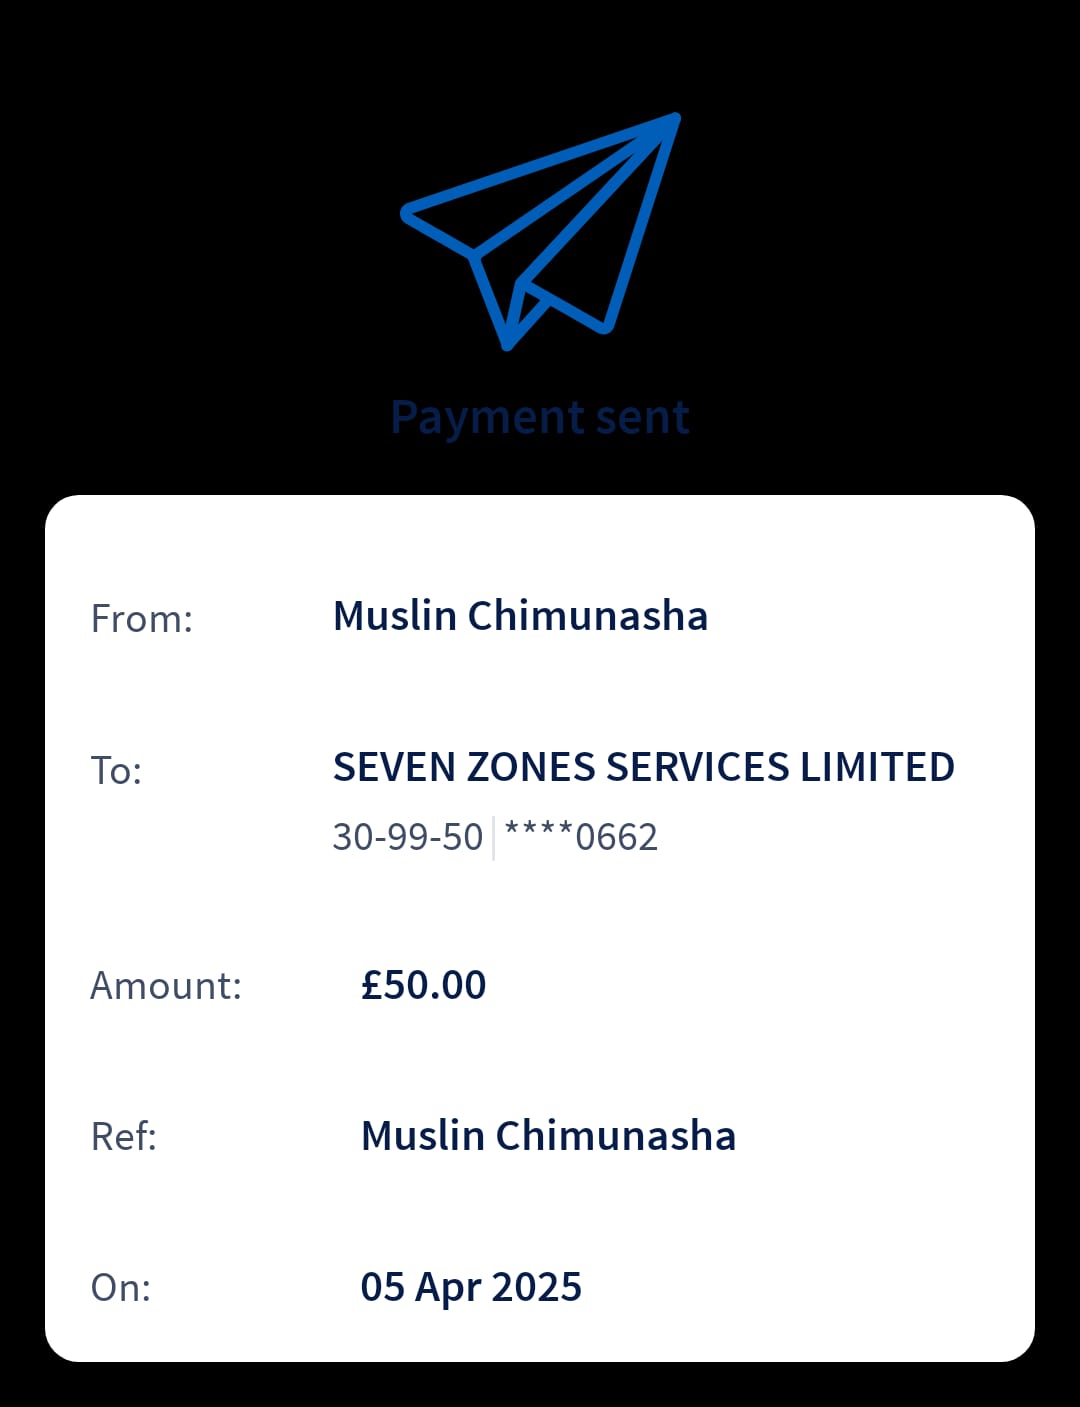 Payment sent
From: Muslin Chimunasha
To: SEVEN ZONES SERVICES LIMITED
30-99-50 ****0662
Amount: £50.00
Ref: Muslin Chimunasha
On: 05 Apr 2025